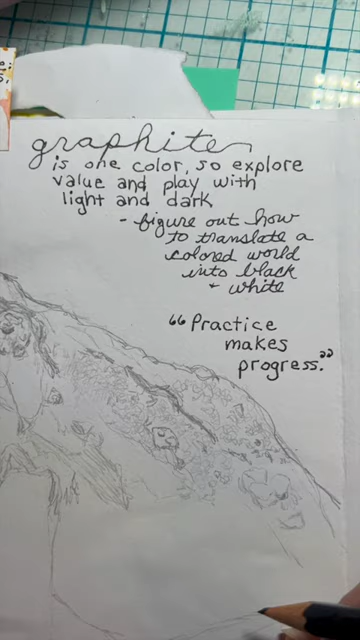 graphite
is one color, so explore
value and play with
light and dark
- figure out how
to translate a
colored world
into black
+ white
"Practice
makes
progress."